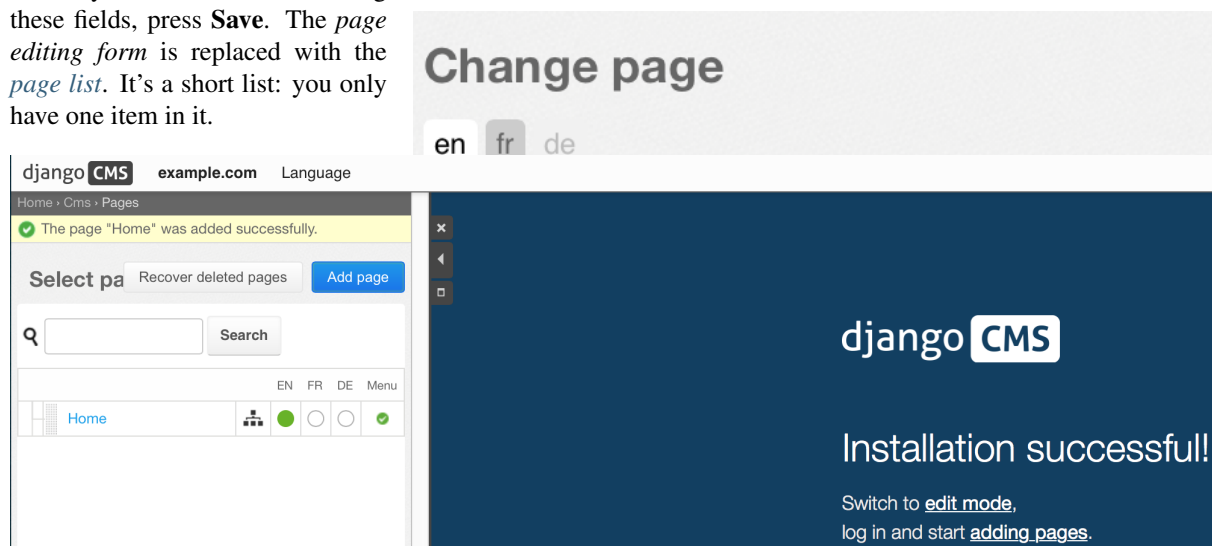 these fields, press Save. The page
editing form is replaced with the
page list. It's a short list: you only
have one item in it.
Change page
en fr de
django CMS example.com Language
Home › Cms › Pages
The page "Home" was added successfully.
Select pa Recover deleted pages Add page
Search
EN FR DE Menu
Home
django CMS
Installation successful!
Switch to edit mode,
log in and start adding pages.